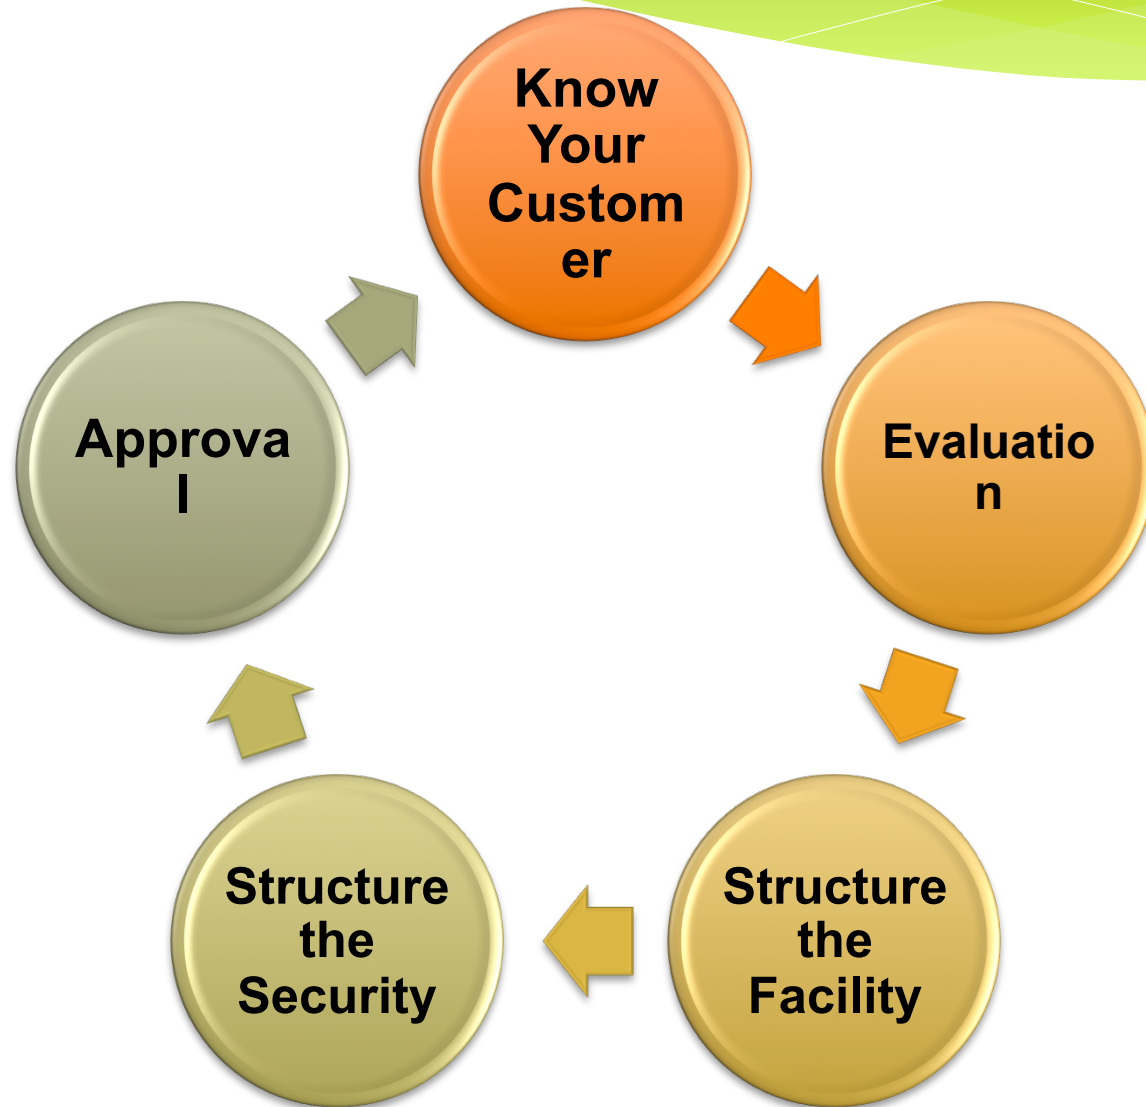 Know
Your
Custom
er
Evaluatio
n
Structure
the
Facility
Structure
the
Security
Approva
l